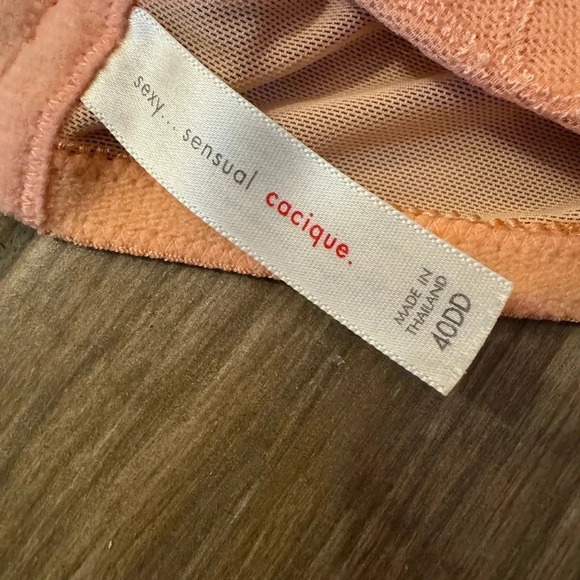 sexy... sensual cacique.
MADE IN
THAILAND
40DD